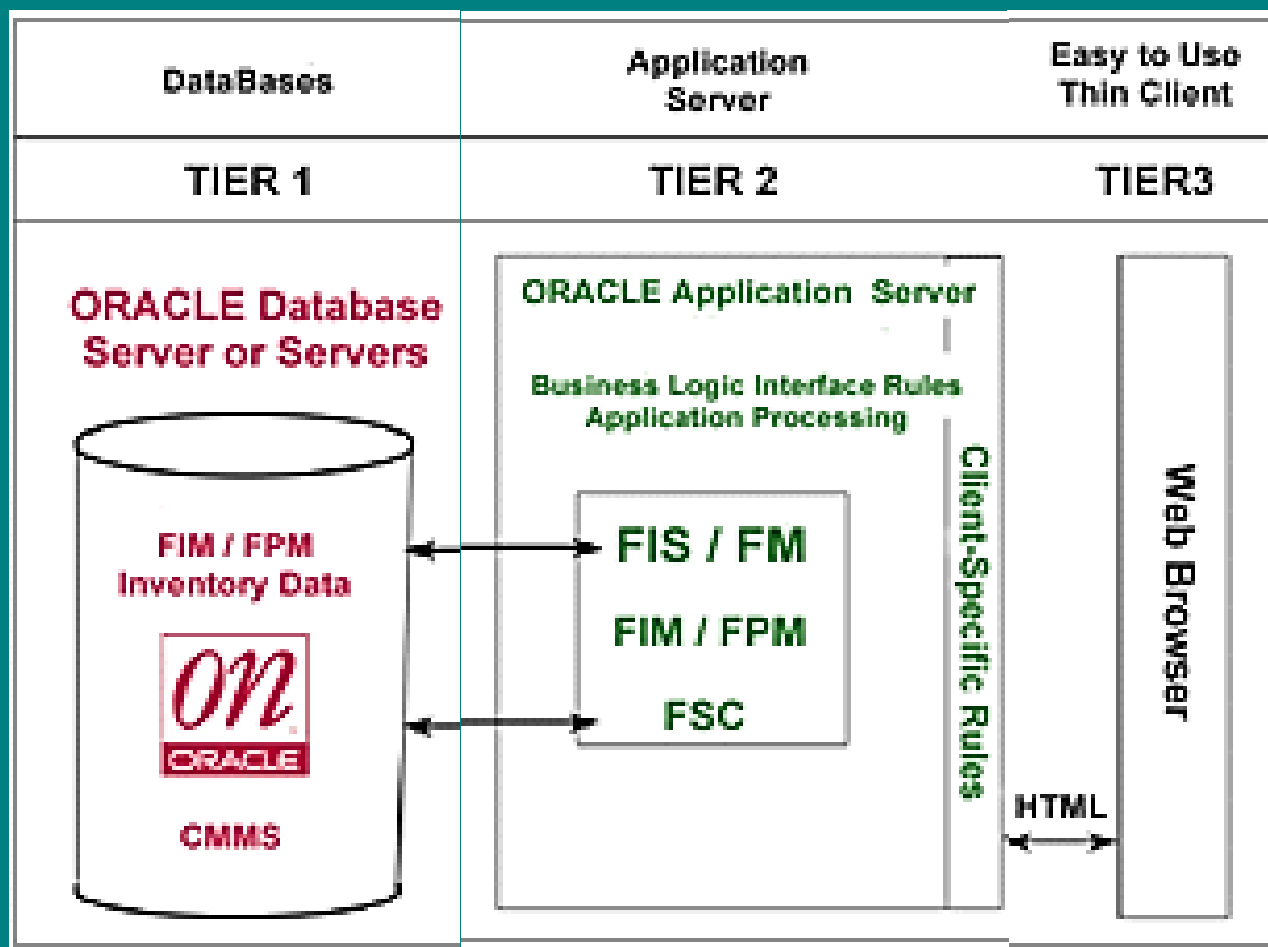 DataBases
Application
Server
Easy to Use
Thin Client
TIER 1
TIER 2
TIER3
ORACLE Database
Server or Servers
FIM / FPM
Inventory Data
on
ORACLE
CMMS
ORACLE Application Server
Business Logic Interface Rules
Application Processing
FIS / FM
FIM / FPM
FSC
Client-Specific Rules
HTML
Web Browser